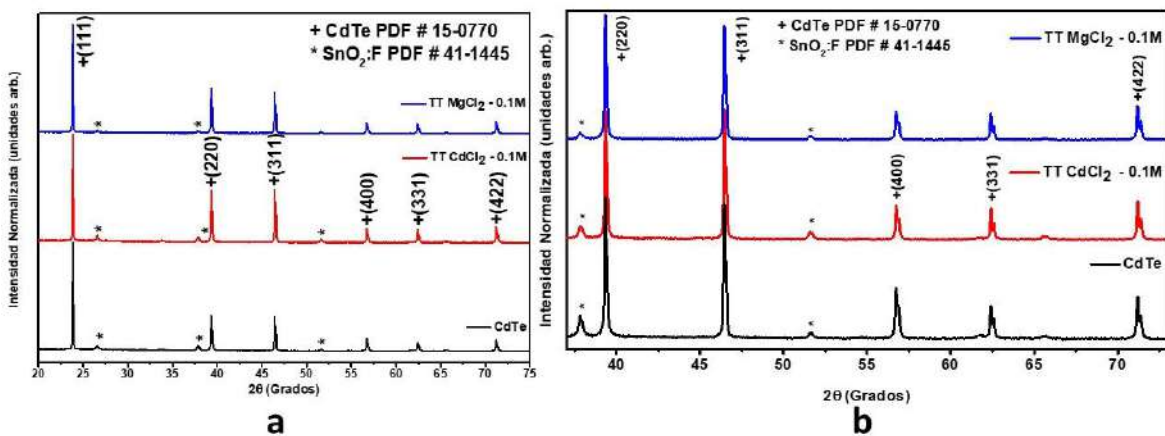 + CdTe PDF # 15-0770
* SnO2:F PDF # 41-1445
+(111)
TT MgCl2 - 0.1M
* *
+(220)
+(311)
TT CdCl2 - 0.1M
+(400)
+(331)
+(422)
* * *
CdTe
* * *
Intensidad Normalizada (unidades arb.)
20 25 30 35 40 45 50 55 60 65 70 75
2θ (Grados)
a
+(220)
+(311)
+ CdTe PDF # 15-0770
* SnO2:F PDF # 41-1445
TT MgCl2 - 0.1M
+(422)
* *
+(400)
+(331)
TT CdCl2 - 0.1M
* *
CdTe
* *
Intensidad Normalizada (unidades arb.)
40 45 50 55 60 65 70
2θ (Grados)
b